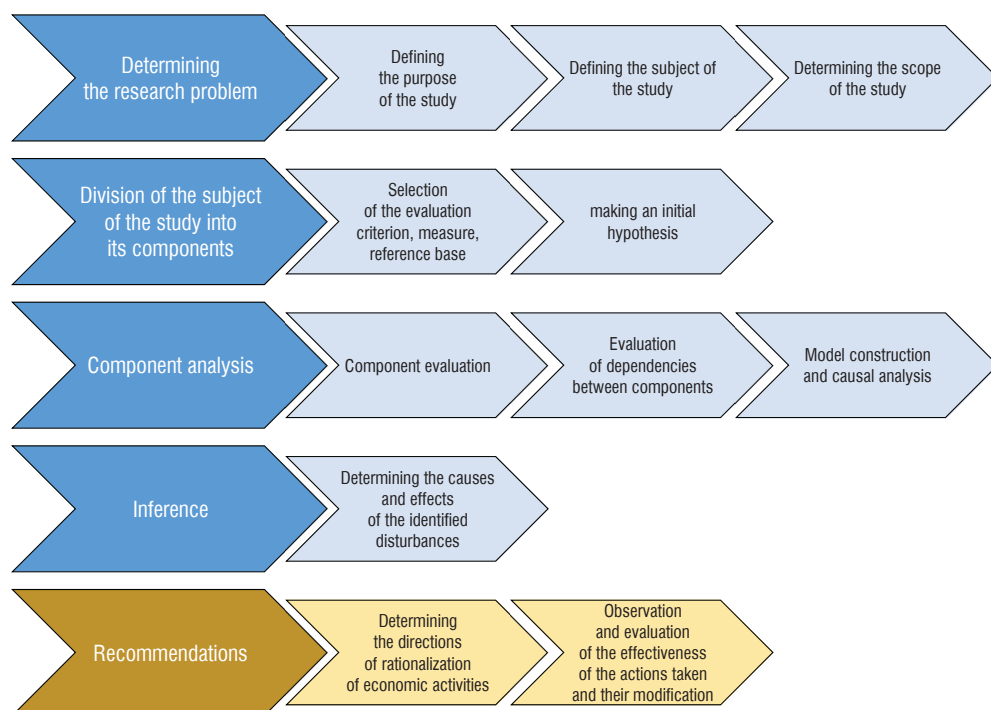 Determining
the research problem
Defining
the purpose
of the study
Defining the subject of
the study
Determining the scope
of the study
Division of the subject
of the study into
its components
Selection
of the evaluation
criterion, measure,
reference base
making an initial
hypothesis
Component analysis
Component evaluation
Evaluation
of dependencies
between components
Model construction
and causal analysis
Inference
Determining the causes
and effects
of the identified
disturbances
Recommendations
Determining
the directions
of rationalization
of economic activities
Observation
and evaluation
of the effectiveness
of the actions taken
and their modification